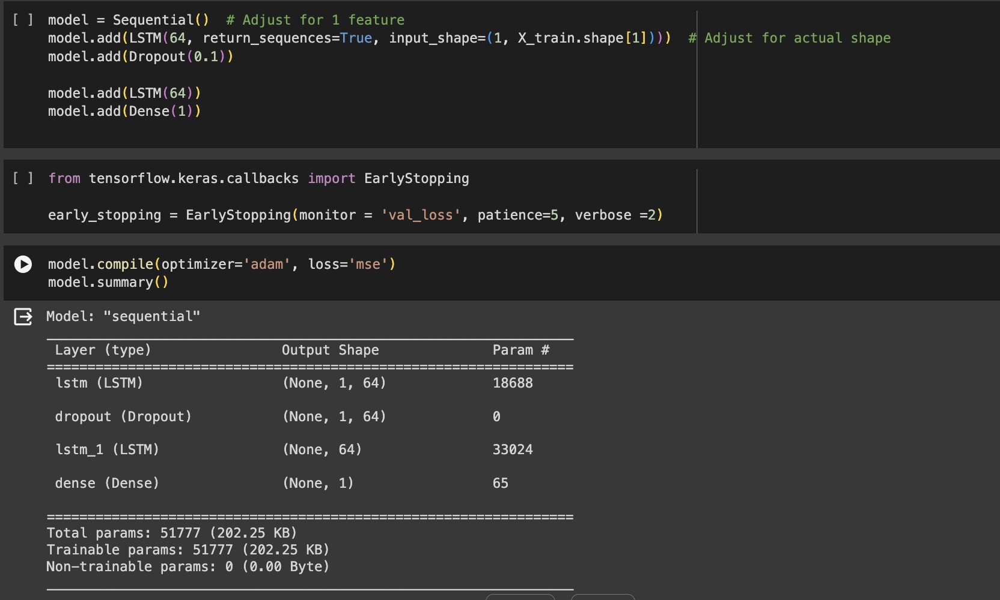 [ ] model = Sequential()  # Adjust for 1 feature
model.add(LSTM(64, return_sequences=True, input_shape=(1, X_train.shape[1])))  # Adjust for actual shape
model.add(Dropout(0.1))
model.add(LSTM(64))
model.add(Dense(1))
[ ] from tensorflow.keras.callbacks import EarlyStopping
early_stopping = EarlyStopping(monitor = 'val_loss', patience=5, verbose =2)
model.compile(optimizer='adam', loss='mse')
model.summary()
Model: "sequential"
Layer (type) Output Shape Param #
=================================================================
lstm (LSTM) (None, 1, 64) 18688
dropout (Dropout) (None, 1, 64) 0
lstm_1 (LSTM) (None, 64) 33024
dense (Dense) (None, 1) 65
=================================================================
Total params: 51777 (202.25 KB)
Trainable params: 51777 (202.25 KB)
Non-trainable params: 0 (0.00 Byte)